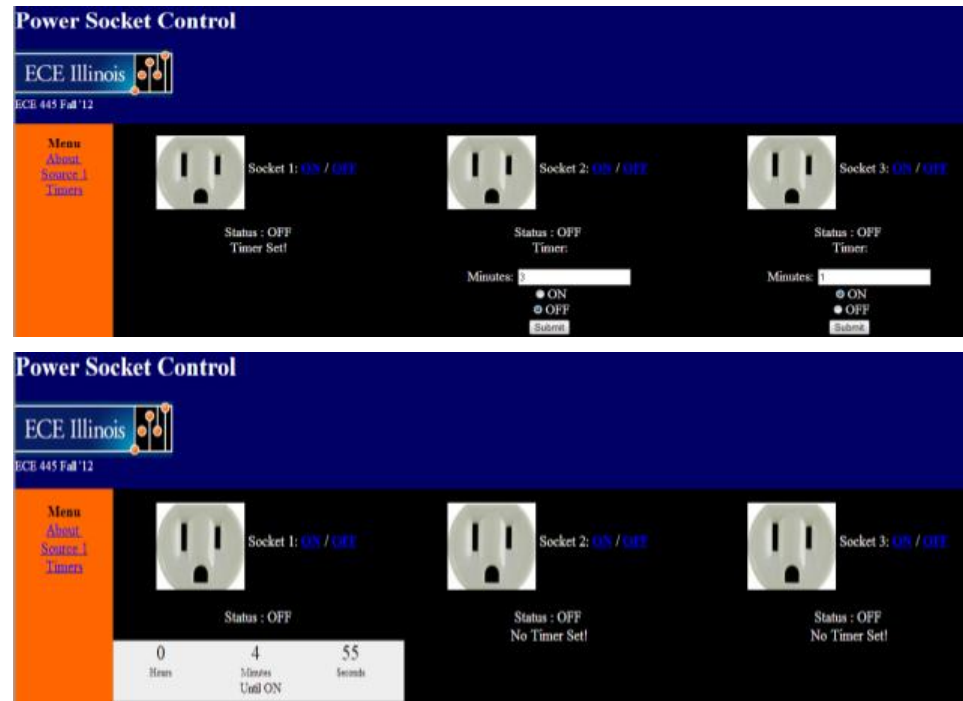 Power Socket Control
ECE Illinois
ECE 445 Fall '12
Menu
About
Source 1
Timers
Socket 1: ON / OFF
Status : OFF
Timer Set!
Socket 2: ON / OFF
Status : OFF
Timer:
Minutes: 3
ON
OFF
Submit
Socket 3: ON / OFF
Status : OFF
Timer:
Minutes: 1
ON
OFF
Submit
Power Socket Control
ECE Illinois
ECE 445 Fall '12
Menu
About
Source 1
Timers
Socket 1: ON / OFF
Status : OFF
0 4 55
Hours Minutes Seconds
Until ON
Socket 2: ON / OFF
Status : OFF
No Timer Set!
Socket 3: ON / OFF
Status : OFF
No Timer Set!